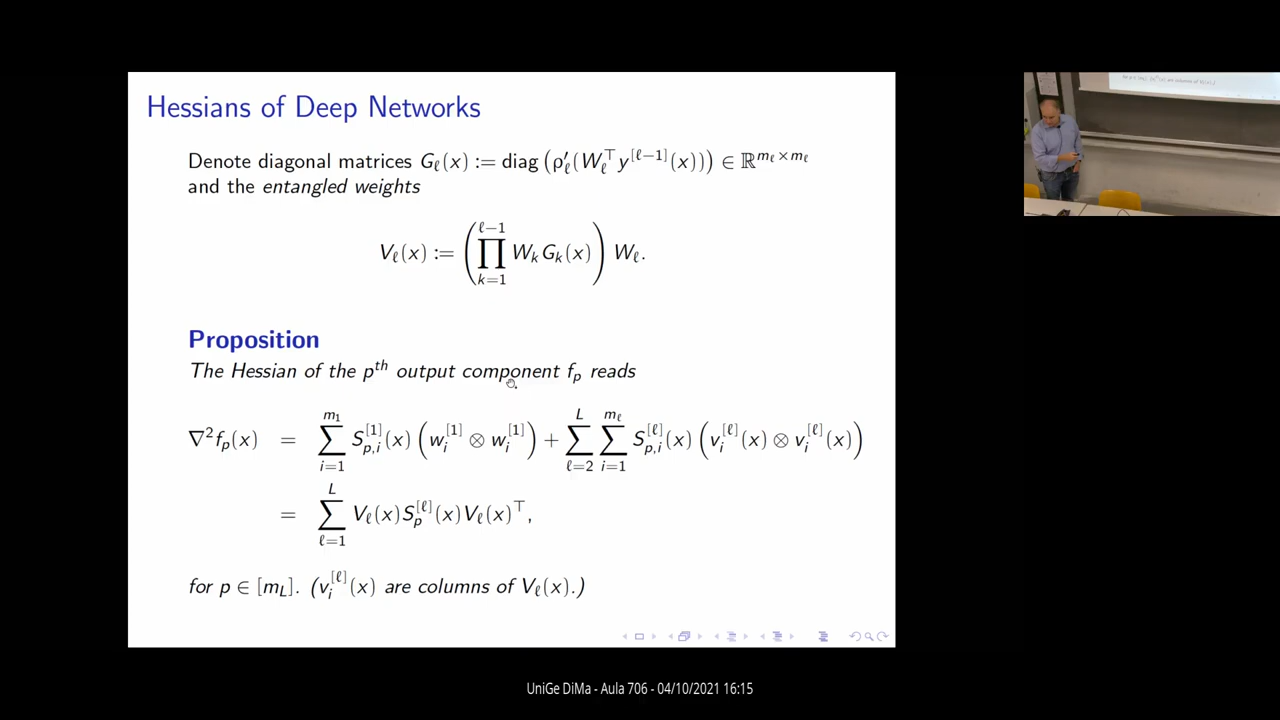 Hessians of Deep Networks
Denote diagonal matrices G_ℓ(x) := diag (ρ′_ℓ(W_ℓ^⊤ y^{[ℓ−1]}(x))) ∈ ℝ^{m_ℓ×m_ℓ}
and the entangled weights
V_ℓ(x) := (∏_{k=1}^{ℓ−1} W_k G_k(x)) W_ℓ.
Proposition
The Hessian of the p^{th} output component f_p reads
∇²f_p(x) = ∑_{i=1}^{m_1} S_{p,i}^{[1]}(x) (w_i^{[1]} ⊗ w_i^{[1]}) + ∑_{ℓ=2}^{L} ∑_{i=1}^{m_ℓ} S_{p,i}^{[ℓ]}(x) (v_i^{[ℓ]}(x) ⊗ v_i^{[ℓ]}(x))
= ∑_{ℓ=1}^{L} V_ℓ(x) S_p^{[ℓ]}(x) V_ℓ(x)^⊤,
for p ∈ [m_L]. (v_i^{[ℓ]}(x) are columns of V_ℓ(x).)
UniGe DiMa - Aula 706 - 04/10/2021 16:15